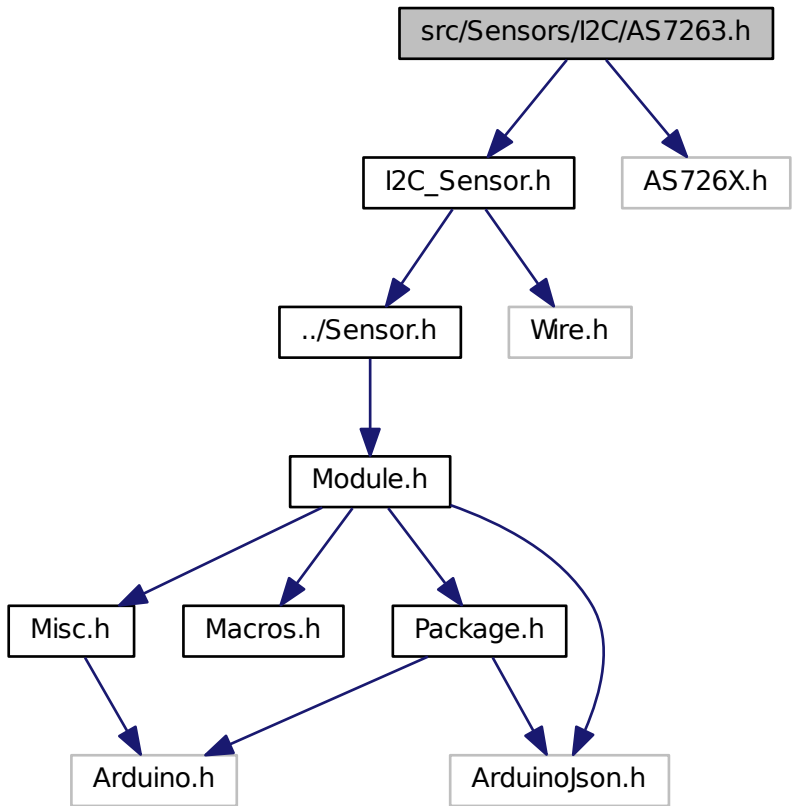 src/Sensors/I2C/AS7263.h
I2C_Sensor.h
AS726X.h
../Sensor.h
Wire.h
Module.h
Misc.h
Macros.h
Package.h
Arduino.h
ArduinoJson.h